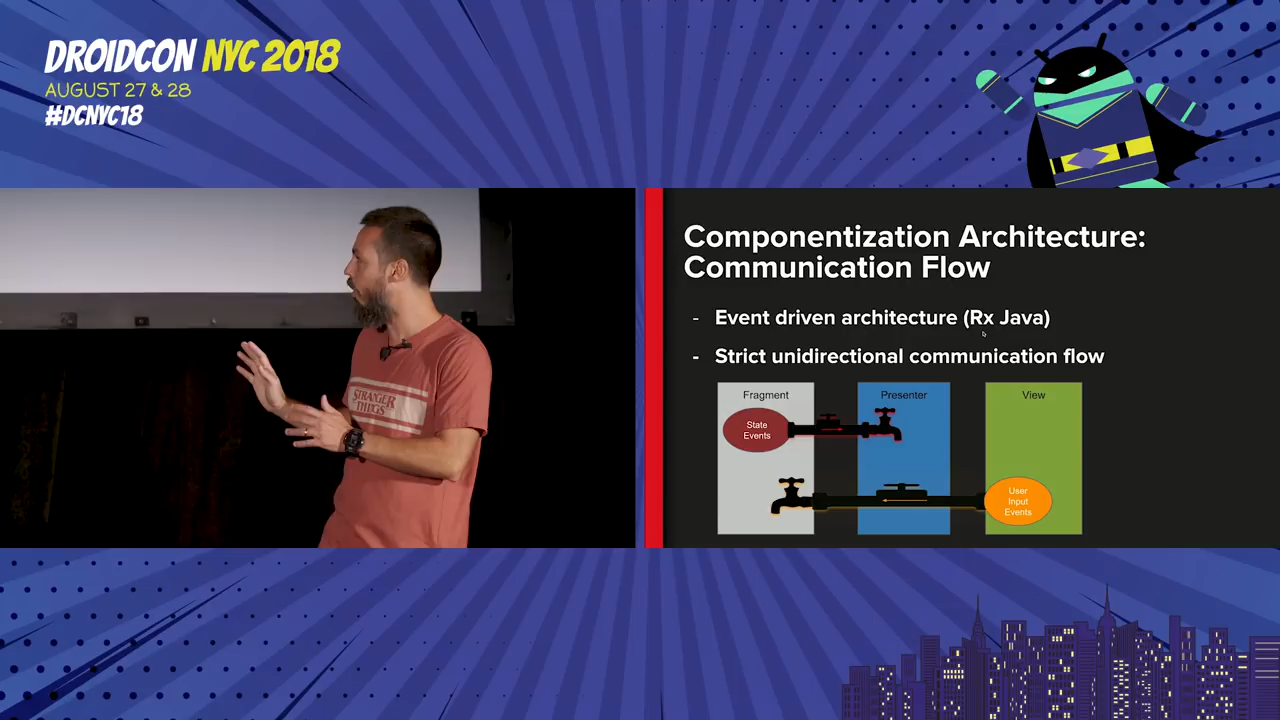 DROIDCON NYC 2018
AUGUST 27 & 28
#DCNYC18
STRANGER
THINGS
Componentization Architecture:
Communication Flow
- Event driven architecture (Rx Java)
- Strict unidirectional communication flow
Fragment
Presenter
View
State
Events
User
Input
Events